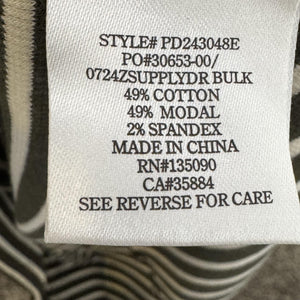 STYLE# PD243048E
PO#30653-00/
0724ZSUPPLYDR BULK
49% COTTON
49% MODAL
2% SPANDEX
MADE IN CHINA
RN#135090
CA#35884
SEE REVERSE FOR CARE